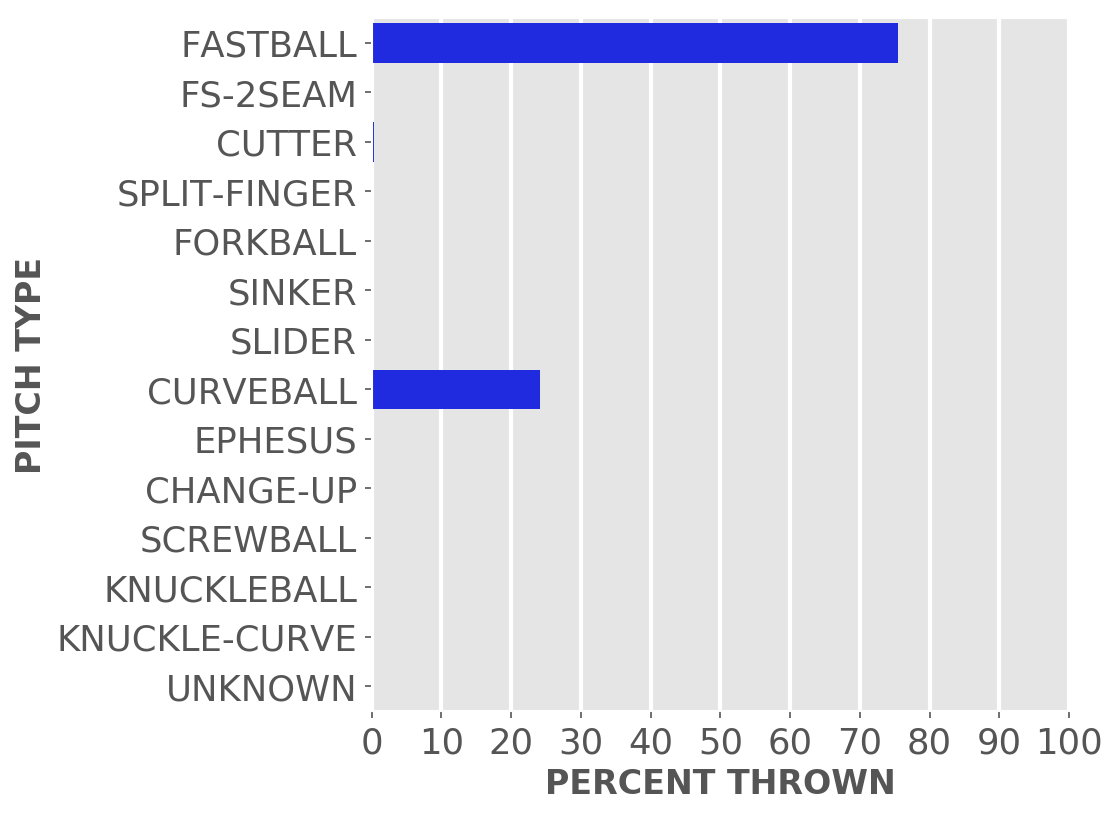 FASTBALL
FS-2SEAM
CUTTER
SPLIT-FINGER
FORKBALL
SINKER
SLIDER
CURVEBALL
EPHESUS
CHANGE-UP
SCREWBALL
KNUCKLEBALL
KNUCKLE-CURVE
UNKNOWN
PITCH TYPE
0 10 20 30 40 50 60 70 80 90 100
PERCENT THROWN